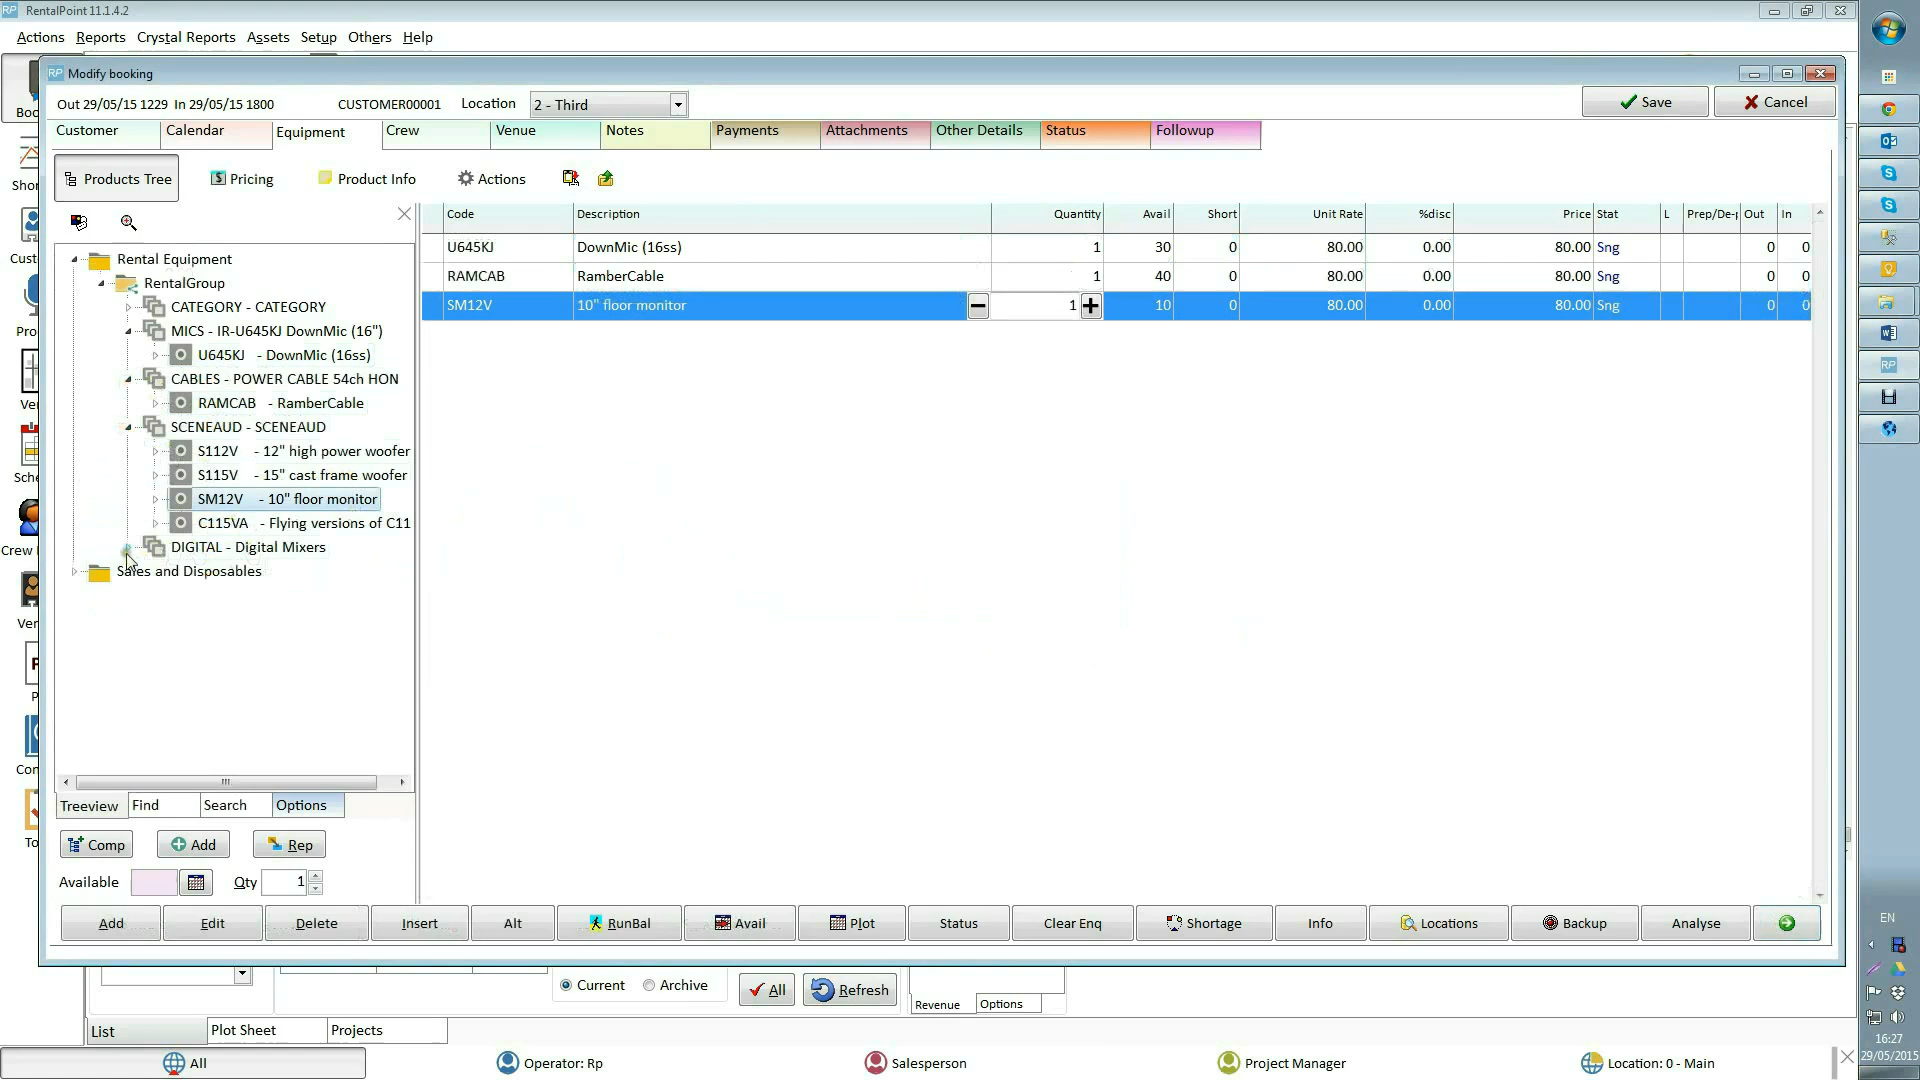 RentalPoint 11.1.4.2
Actions Reports Crystal Reports Assets Setup Others Help
Modify booking
Out 29/05/15 1229 In 29/05/15 1800 CUSTOMER00001 Location 2 - Third Save Cancel
Customer Calendar Equipment Crew Venue Notes Payments Attachments Other Details Status Followup
Products Tree Pricing Product Info Actions
Code Description Quantity Avail Short Unit Rate %disc Price Stat L Prep/De-p Out In
U645KJ DownMic (16ss) 1 30 0 80.00 0.00 80.00 Sng 0 0
RAMCAB RamberCable 1 40 0 80.00 0.00 80.00 Sng 0 0
SM12V 10" floor monitor 1 10 0 80.00 0.00 80.00 Sng 0 0
Rental Equipment
RentalGroup
CATEGORY - CATEGORY
MICS - IR-U645KJ DownMic (16")
U645KJ - DownMic (16ss)
CABLES - POWER CABLE 54ch HON
RAMCAB - RamberCable
SCENEAUD - SCENEAUD
S112V - 12" high power woofer
S115V - 15" cast frame woofer
SM12V - 10" floor monitor
C115VA - Flying versions of C11
DIGITAL - Digital Mixers
Sales and Disposables
Treeview Find Search Options
Comp Add Rep
Available Qty 1
Add Edit Delete Insert Alt RunBal Avail Plot Status Clear Enq Shortage Info Locations Backup Analyse
Current Archive All Refresh Revenue Options
List Plot Sheet Projects
All Operator: Rp Salesperson Project Manager Location: 0 - Main
Boo
Shor
Cust
Pro
Ver
Sche
Crew
Ver
P
Con
To
EN
16:27
29/05/2015